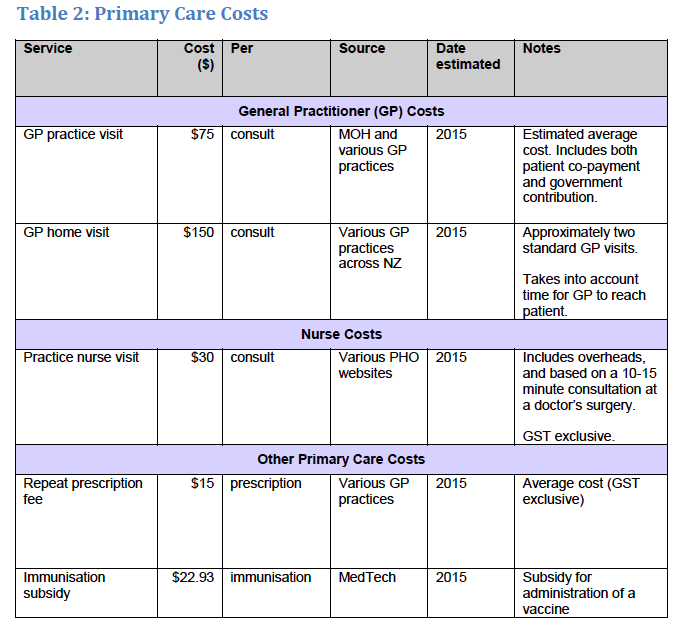 Table 2: Primary Care Costs
Service Cost Per Source Date Notes
($) estimated
General Practitioner (GP) Costs
GP practice visit $75 consult MOH and 2015 Estimated average
various GP cost. Includes both
practices patient co-payment
and government
contribution.
GP home visit $150 consult Various GP 2015 Approximately two
practices standard GP visits.
across NZ
Takes into account
time for GP to reach
patient.
Nurse Costs
Practice nurse visit $30 consult Various PHO 2015 Includes overheads,
websites and based on a 10-15
minute consultation at
a doctor's surgery.
GST exclusive.
Other Primary Care Costs
Repeat prescription $15 prescription Various GP 2015 Average cost (GST
fee practices exclusive)
Immunisation $22.93 immunisation MedTech 2015 Subsidy for
subsidy administration of a
vaccine